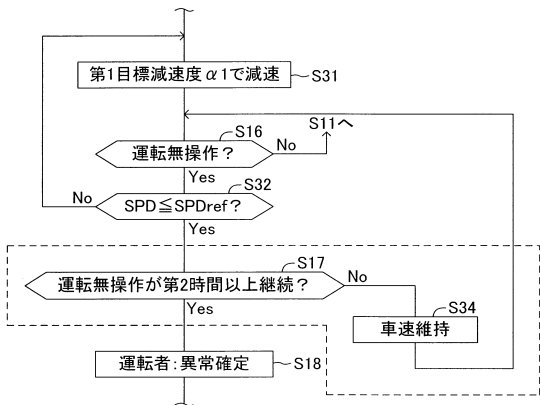 第1目標減速度α1で減速
S31
S11へ
S16
運転無操作?
No
Yes
S32
No
SPD≦SPDref?
Yes
S17
運転無操作が第2時間以上継続?
No
Yes
S34
車速維持
運転者:異常確定
S18